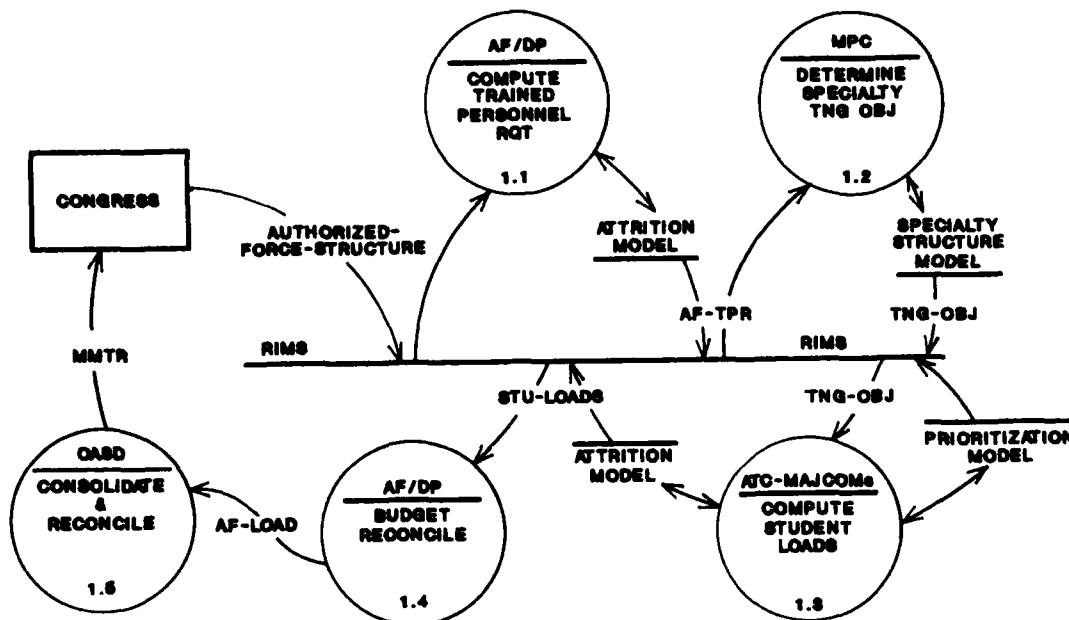 AF/DP
COMPUTE
TRAINED
PERSONNEL
RQT
1.1
MPC
DETERMINE
SPECIALTY
TNG OBJ
1.2
CONGRESS
AUTHORIZED-
FORCE-STRUCTURE
ATTRITION
MODEL
SPECIALTY
STRUCTURE
MODEL
AF-TPR
TNG-OBJ
MMTR
RIMS
RIMS
STU-LOADS
TNG-OBJ
ATTRITION
MODEL
PRIORITIZATION
MODEL
OASD
CONSOLIDATE
&
RECONCILE
1.5
AF-LOAD
AF/DP
BUDGET
RECONCILE
1.4
ATC-MAJCOMs
COMPUTE
STUDENT
LOADS
1.3